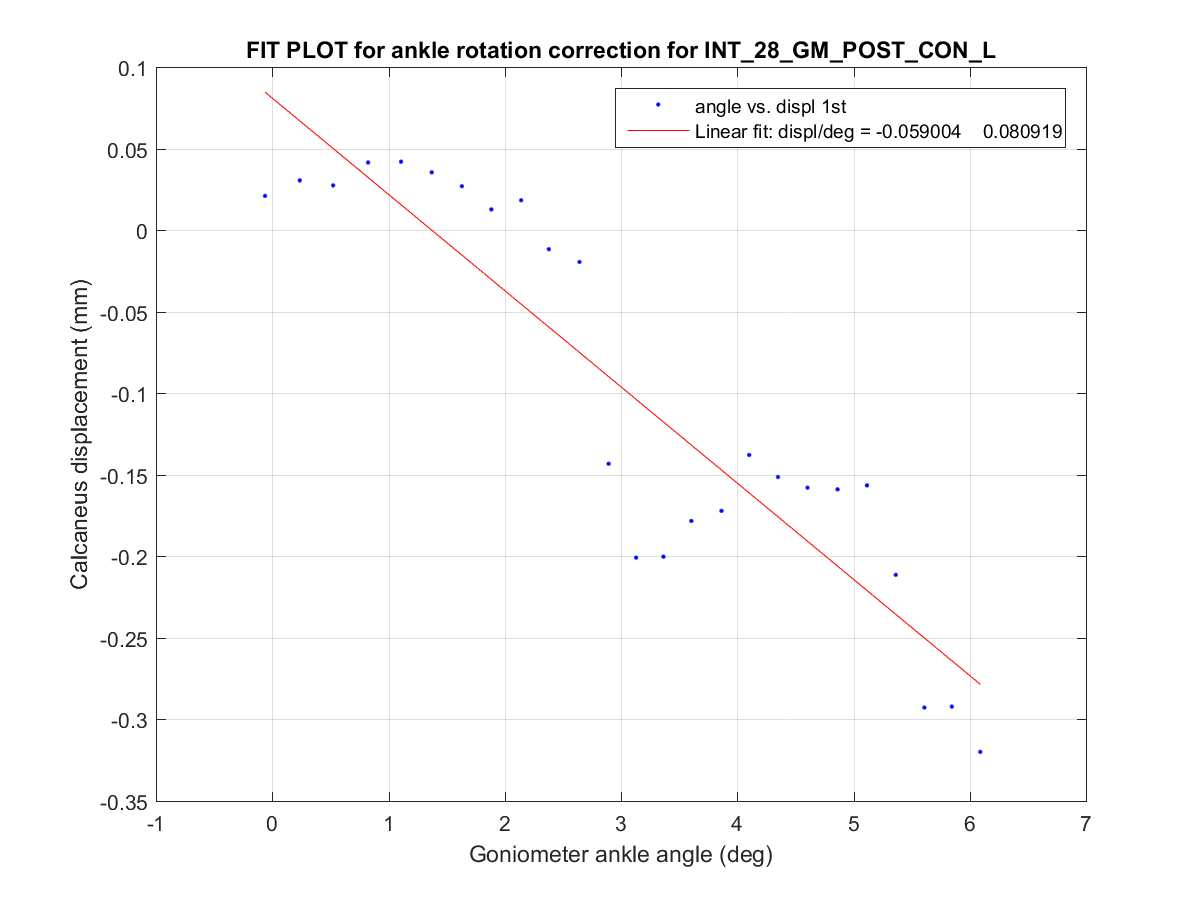 FIT PLOT for ankle rotation correction for INT_28_GM_POST_CON_L
angle vs. displ 1st
Linear fit: displ/deg = -0.059004    0.080919
0.1
0.05
0
-0.05
-0.1
-0.15
-0.2
-0.25
-0.3
-0.35
Calcaneus displacement (mm)
-1 0 1 2 3 4 5 6 7
Goniometer ankle angle (deg)